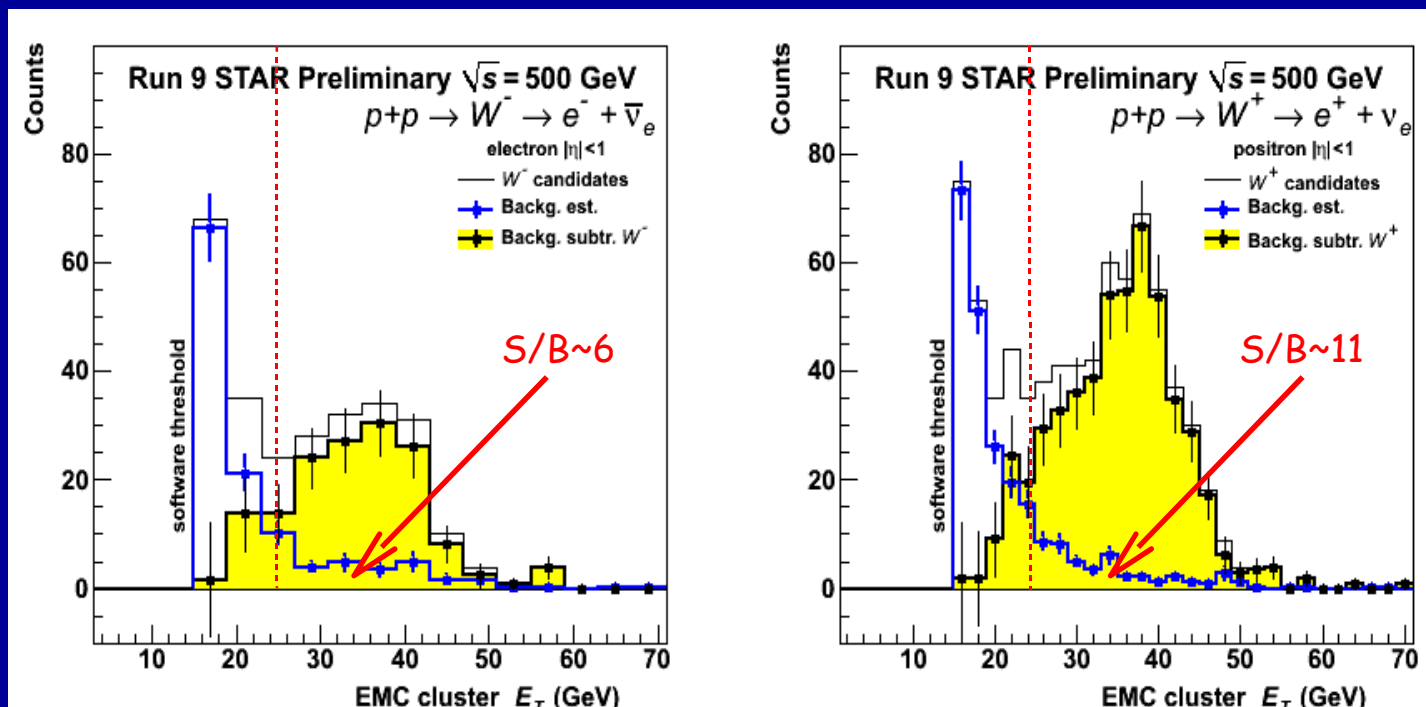 Counts
Run 9 STAR Preliminary √s = 500 GeV
p+p → W⁻ → e⁻ + ν̄ₑ
electron |η|<1
W⁻ candidates
Backg. est.
Backg. subtr. W⁻
S/B~6
software threshold
80
60
40
20
0
10 20 30 40 50 60 70
EMC cluster E_T (GeV)
Counts
Run 9 STAR Preliminary √s = 500 GeV
p+p → W⁺ → e⁺ + νₑ
positron |η|<1
W⁺ candidates
Backg. est.
Backg. subtr. W⁺
S/B~11
software threshold
80
60
40
20
0
10 20 30 40 50 60 70
EMC cluster E_T (GeV)